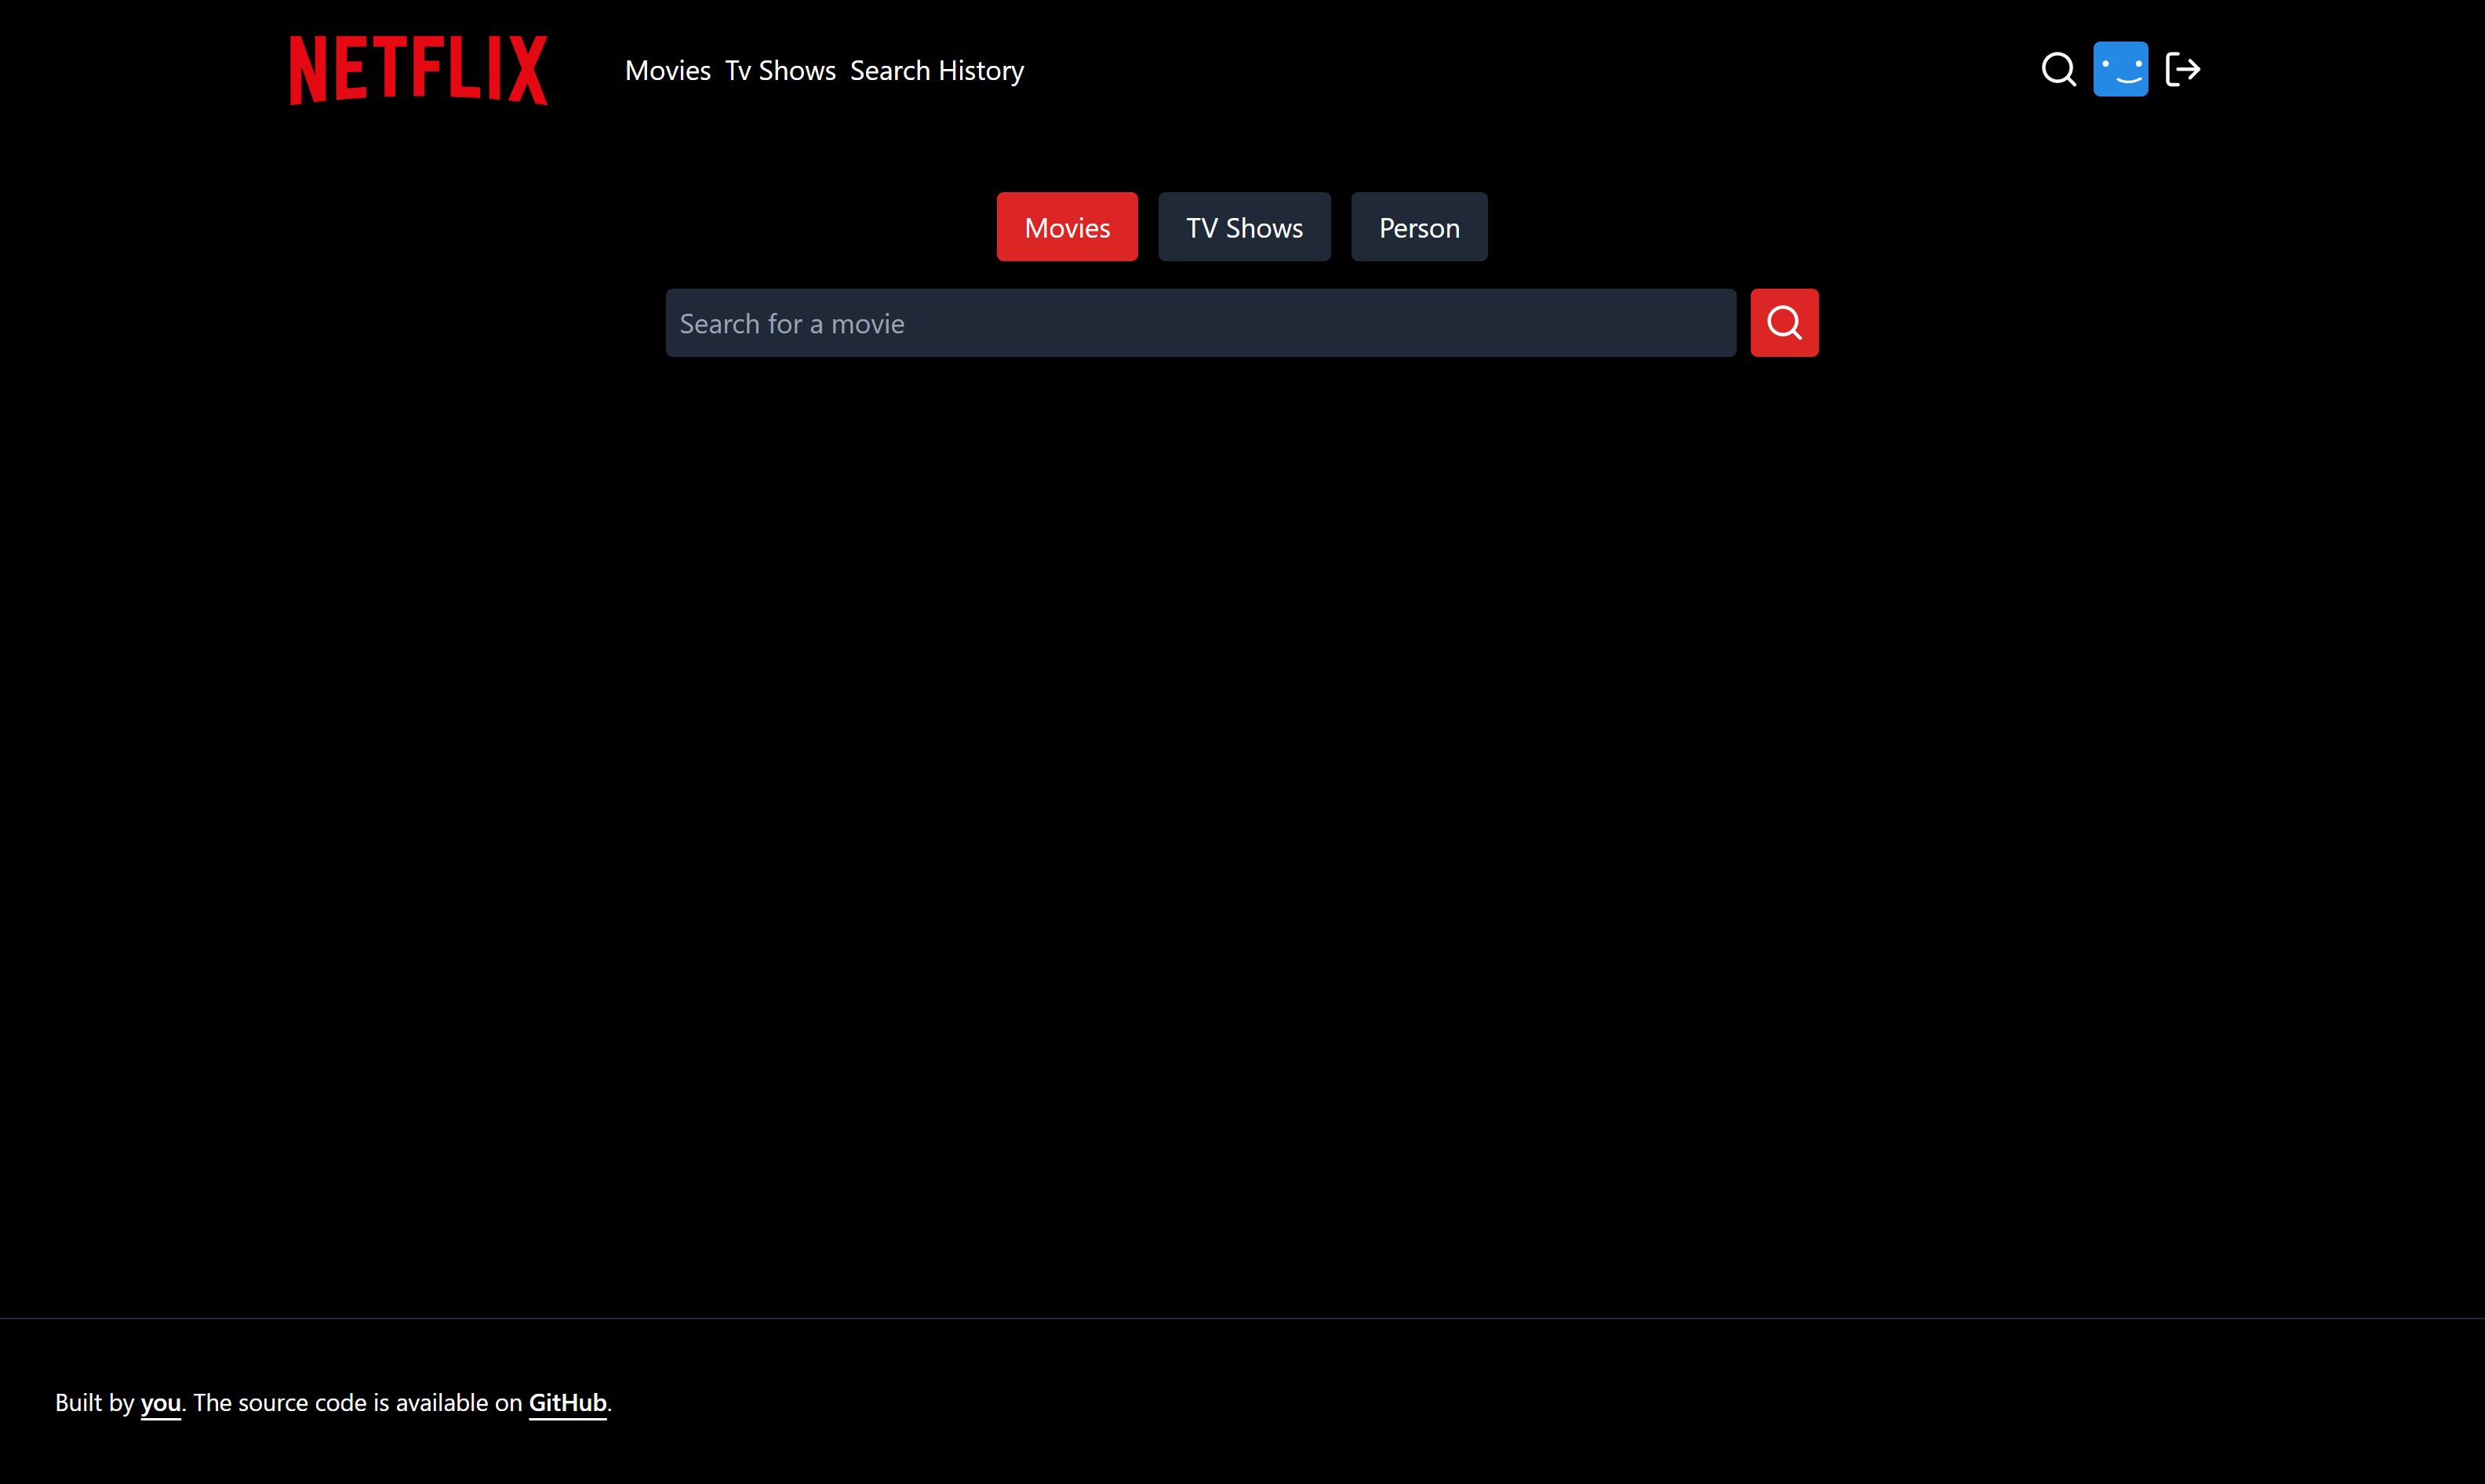 NETFLIX Movies Tv Shows Search History
Movies TV Shows Person
Search for a movie
Built by you. The source code is available on GitHub.